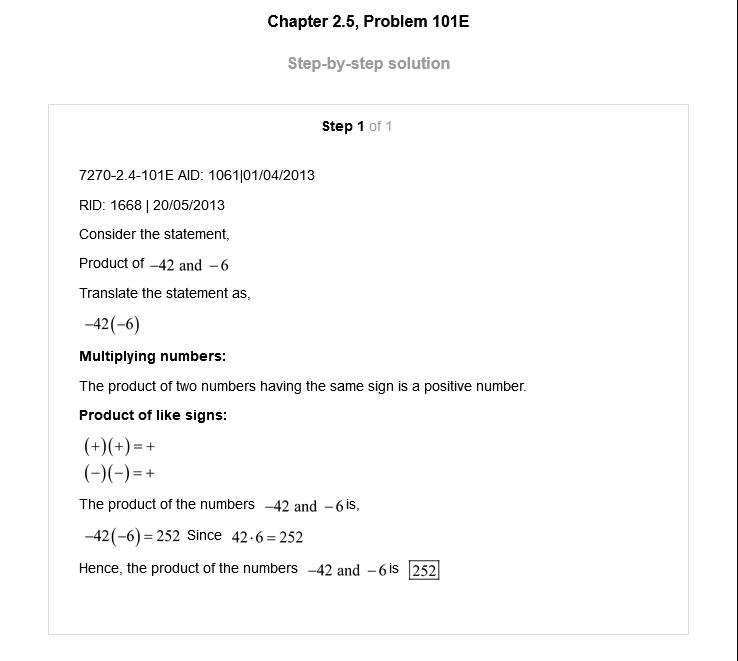 Chapter 2.5, Problem 101E
Step-by-step solution
Step 1 of 1
7270-2.4-101E AID: 1061|01/04/2013
RID: 1668 | 20/05/2013
Consider the statement,
Product of −42 and −6
Translate the statement as,
−42(−6)
Multiplying numbers:
The product of two numbers having the same sign is a positive number.
Product of like signs:
(+)(+)=+
(−)(−)=+
The product of the numbers −42 and −6 is,
−42(−6)=252 Since 42·6=252
Hence, the product of the numbers −42 and −6 is 252